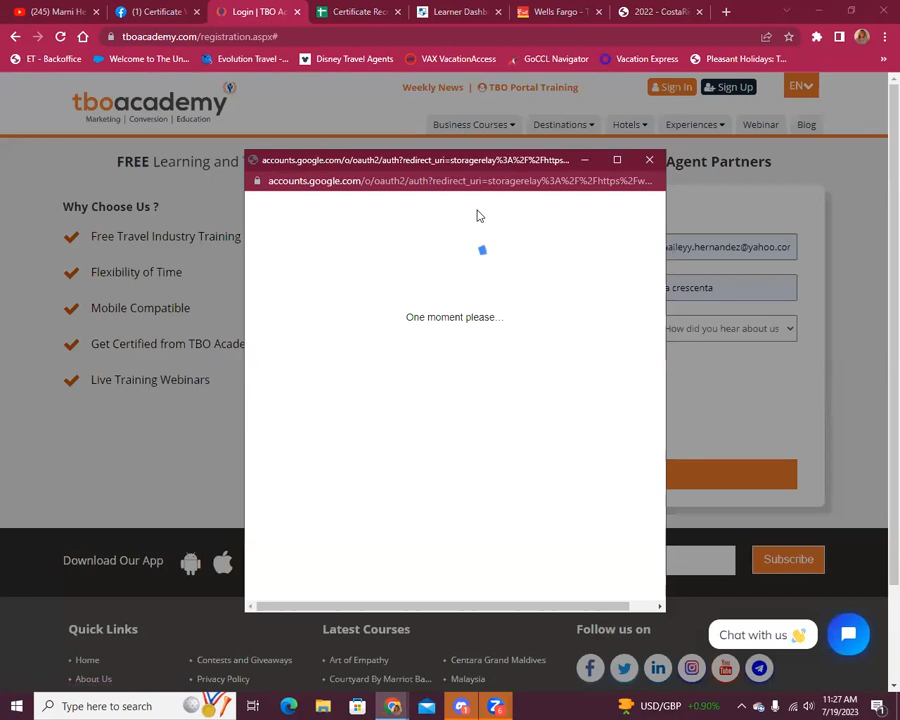 (245) Marni He
(1) Certificate V
Login | TBO Ac
Certificate Rec
Learner Dashb
Wells Fargo - T
2022 - CostaRi
tboacademy.com/registration.aspx#
ET - Backoffice
Welcome to The Un...
Evolution Travel -...
Disney Travel Agents
VAX VacationAccess
GoCCL Navigator
Vacation Express
Pleasant Holidays: T...
tboacademy
Marketing | Conversion | Education
Weekly News | TBO Portal Training
Sign In
Sign Up
EN
Business Courses
Destinations
Hotels
Experiences
Webinar
Blog
FREE Learning and
Agent Partners
accounts.google.com/o/oauth2/auth?redirect_uri=storagerelay%3A%2F%2Fhttps...
accounts.google.com/o/oauth2/auth?redirect_uri=storagerelay%3A%2F%2Fhttps%2Fw...
One moment please...
Why Choose Us ?
Free Travel Industry Training
Flexibility of Time
Mobile Compatible
Get Certified from TBO Acade
Live Training Webinars
aileyy.hernandez@yahoo.cor
a crescenta
How did you hear about us
Download Our App
Subscribe
Quick Links
Home
About Us
Contests and Giveaways
Privacy Policy
Latest Courses
Art of Empathy
Courtyard By Marriot Ba...
Centara Grand Maldives
Malaysia
Follow us on
Chat with us
Type here to search
USD/GBP +0.90%
11:27 AM
7/19/2023